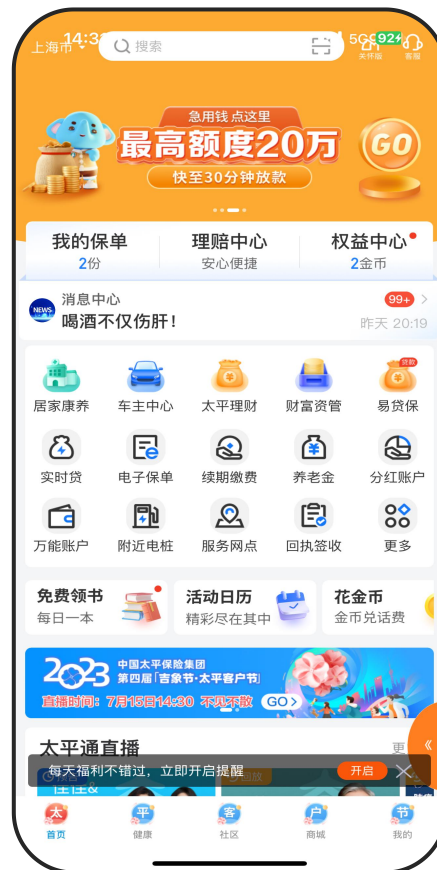 上海市
14:3
搜索
5G
92
关怀版
客服
急用钱 点这里
最高额度20万
快至30分钟放款
GO
我的保单
理赔中心
权益中心
2份
安心便捷
2金币
NEWS
消息中心
99+
喝酒不仅伤肝!
昨天 20:19
贷款
居家康养
车主中心
太平理财
财富资管
易贷保
实时贷
电子保单
续期缴费
养老金
分红账户
万能账户
附近电桩
服务网点
回执签收
更多
免费领书
活动日历
花金币
每日一本
精彩尽在其中
金币兑话费
2023
中国太平保险集团
第四届「吉象节·太平客户节」
直播时间:7月15日14:30 不见不散
GO
太平通直播
更
每天福利不错过,立即开启提醒
开启
太
平
客
户
节
首页
健康
社区
商城
我的